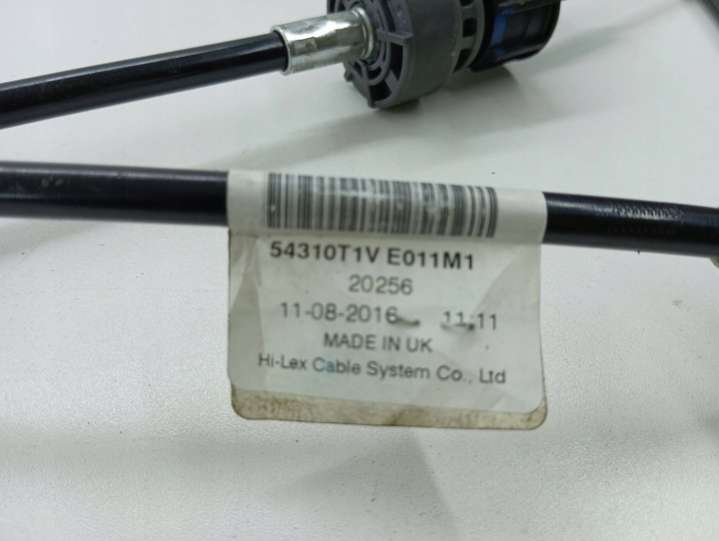 54310T1V E011M1
20256
11-08-2016 11:11
MADE IN UK
Hi-Lex Cable System Co., Ltd